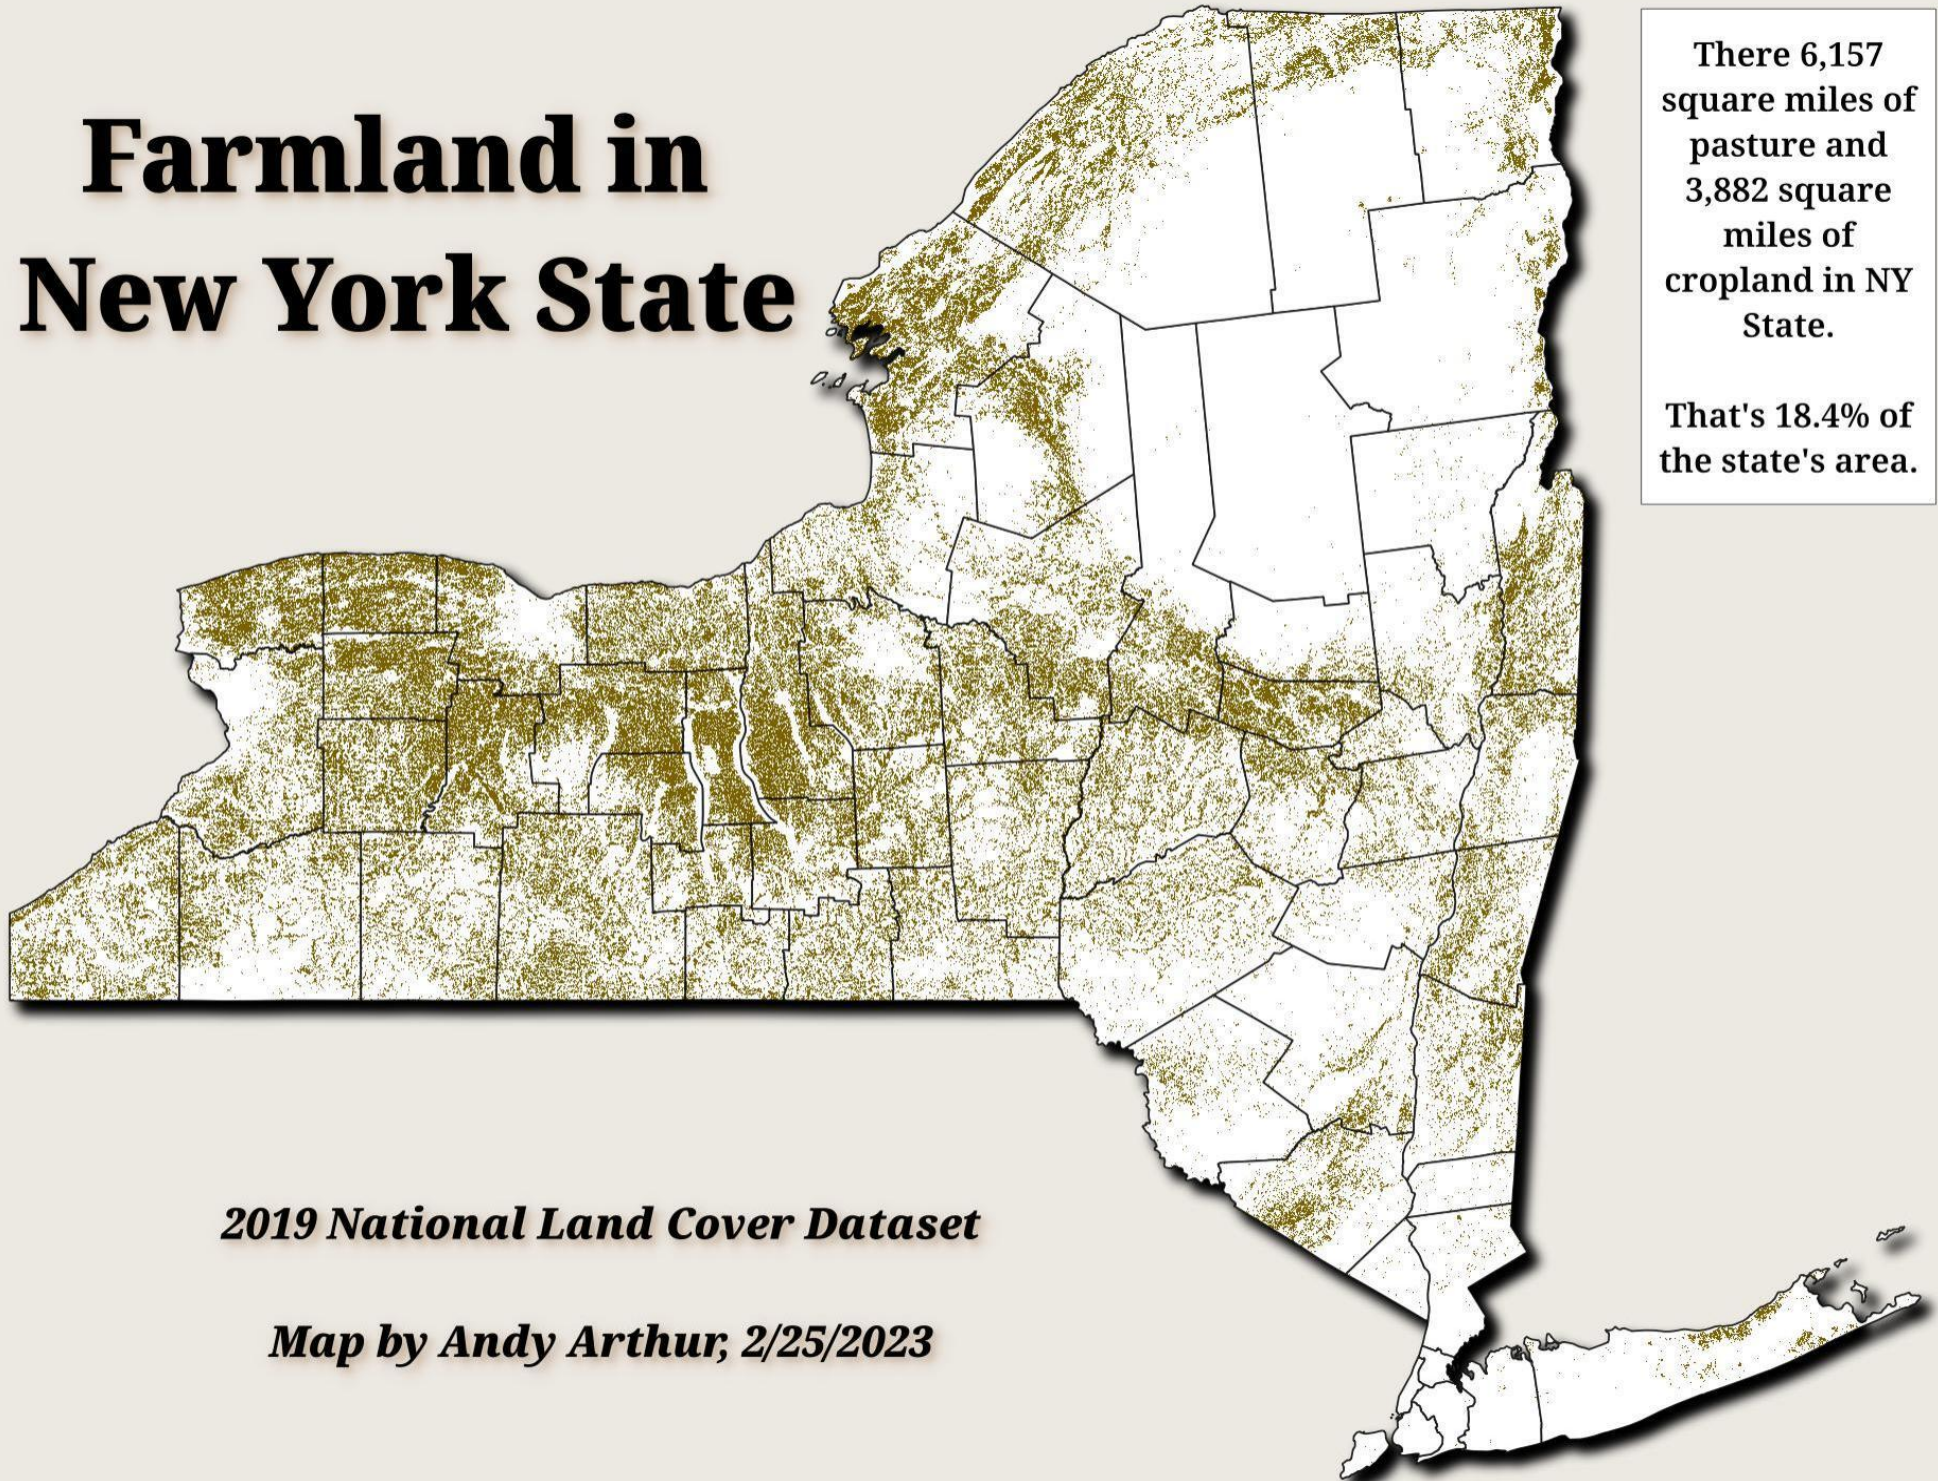 Farmland in
New York State
There 6,157
square miles of
pasture and
3,882 square
miles of
cropland in NY
State.
That's 18.4% of
the state's area.
2019 National Land Cover Dataset
Map by Andy Arthur, 2/25/2023